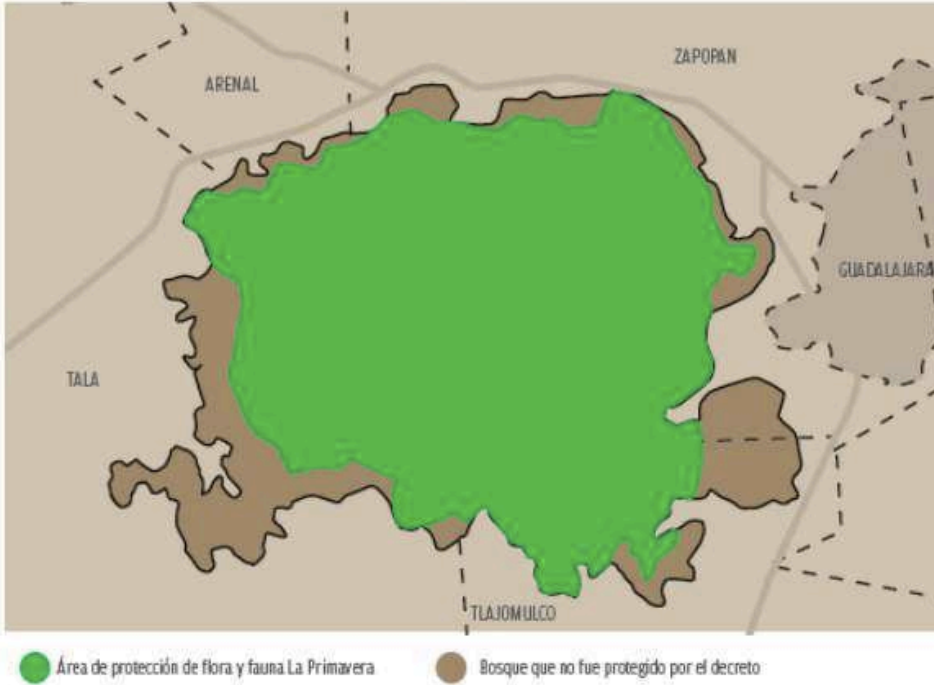 ZAPOPAN
ARENAL
GUADALAJARA
TALA
TLAJOMULCO
Área de protección de flora y fauna La Primavera
Bosque que no fue protegido por el decreto